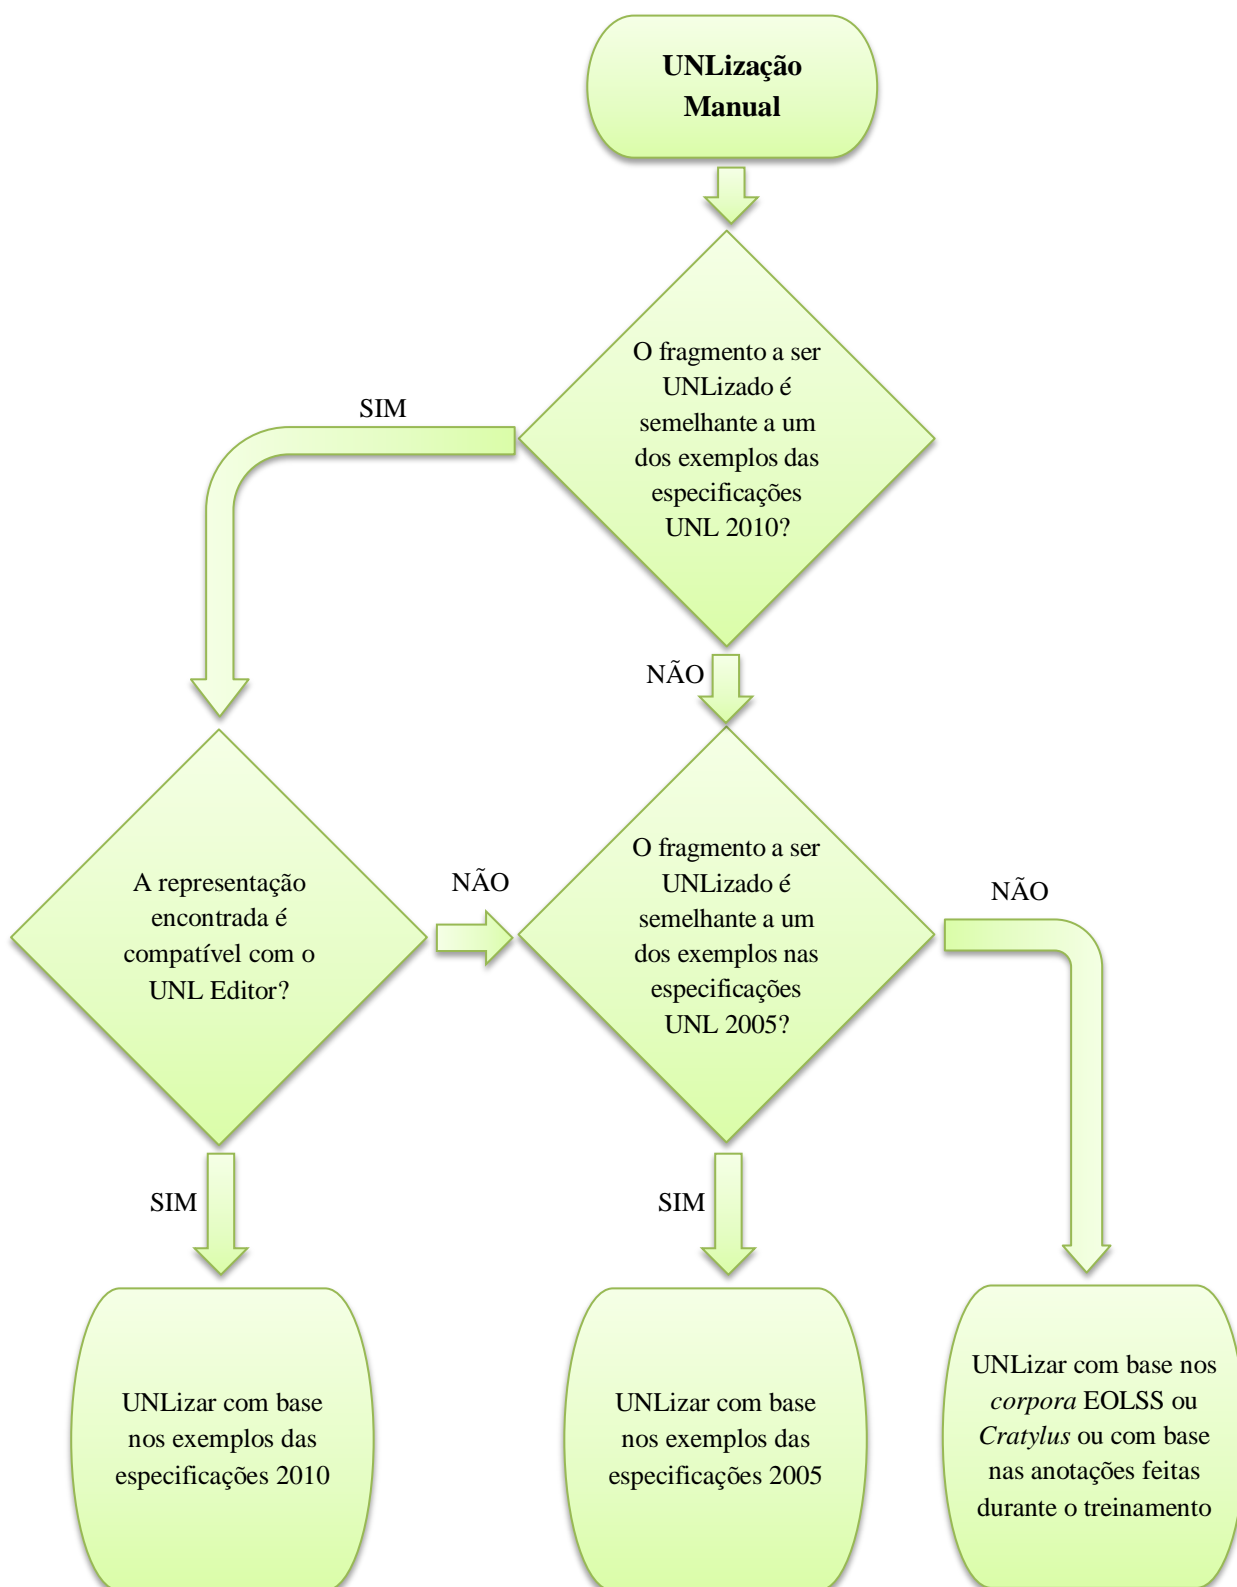 UNLização
Manual
O fragmento a ser
UNLizado é
semelhante a um
dos exemplos das
especificações
UNL 2010?
SIM
NÃO
A representação
encontrada é
compatível com o
UNL Editor?
NÃO
O fragmento a ser
UNLizado é
semelhante a um
dos exemplos nas
especificações
UNL 2005?
NÃO
SIM
SIM
UNLizar com base
nos exemplos das
especificações 2010
UNLizar com base
nos exemplos das
especificações 2005
UNLizar com base nos
corpora EOLSS ou
Cratylus ou com base
nas anotações feitas
durante o treinamento